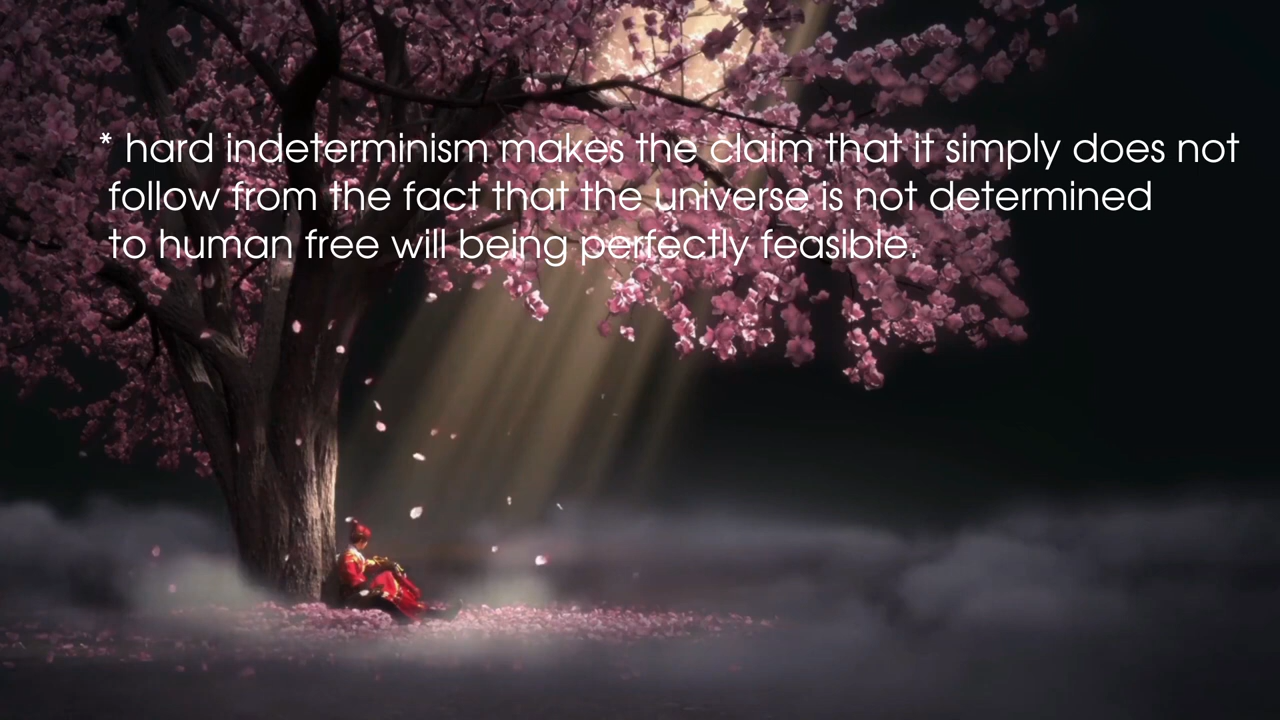 * hard indeterminism makes the claim that it simply does not
follow from the fact that the universe is not determined
to human free will being perfectly feasible.